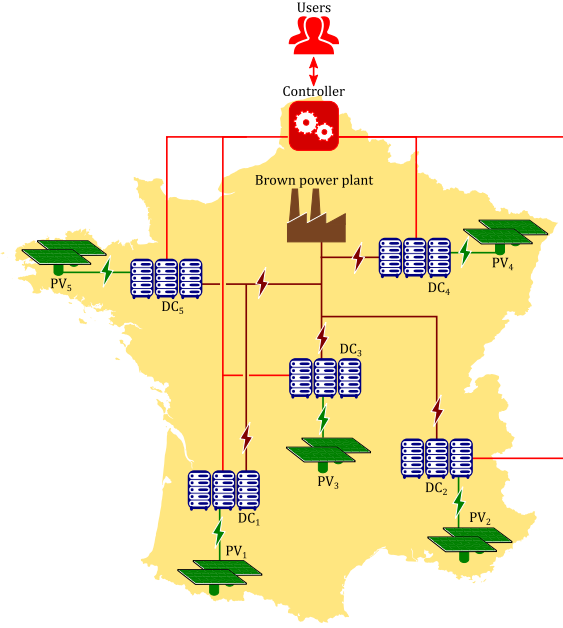 Users
Controller
Brown power plant
PV₄
PV₅
DC₄
DC₅
DC₃
PV₃
DC₂
DC₁
PV₂
PV₁